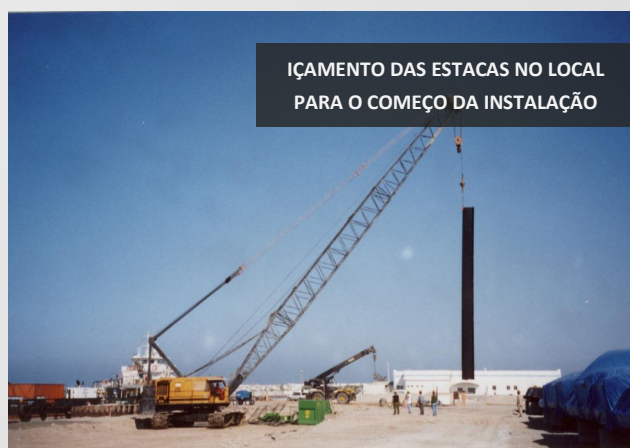 IÇAMENTO DAS ESTACAS NO LOCAL
PARA O COMEÇO DA INSTALAÇÃO